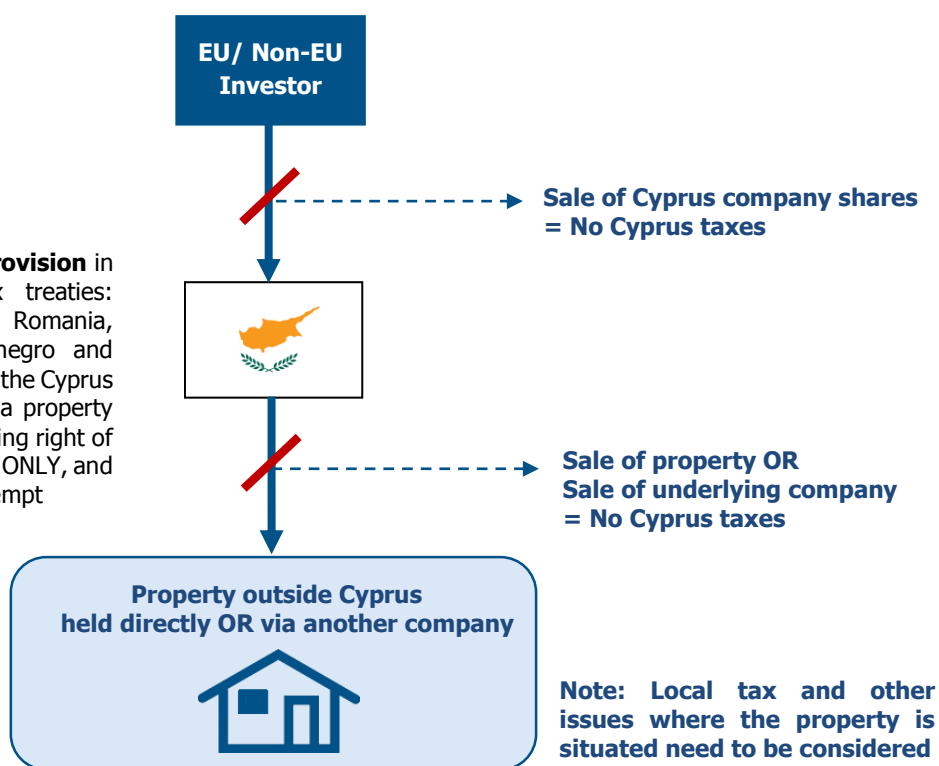 EU/ Non-EU
Investor
Sale of Cyprus company shares
= No Cyprus taxes
rovision in
x treaties:
Romania,
negro and
the Cyprus
a property
ing right of
ONLY, and
empt
Sale of property OR
Sale of underlying company
= No Cyprus taxes
Property outside Cyprus
held directly OR via another company
Note: Local tax and other
issues where the property is
situated need to be considered